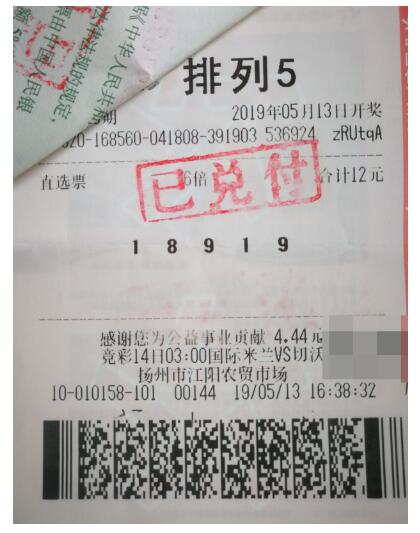 排列5
2019年05月13日开奖
20-168560-041808-391903 536924 zRUtqA
直选票 6倍 合计12元
已兑付
1 8 9 1 9
感谢您为公益事业贡献 4.44元
竞彩14日03:00国际米兰VS切沃
扬州市江阳农贸市场
10-010158-101 00144 19/05/13 16:38:32